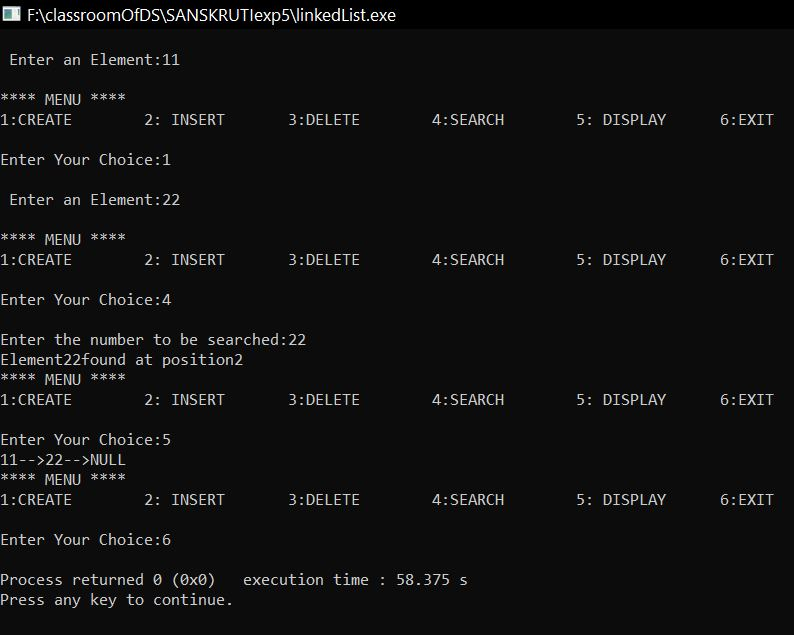 F:\classroomOfDS\SANSKRUTIexp5\linkedList.exe
Enter an Element:11
**** MENU ****
1:CREATE 2: INSERT 3:DELETE 4:SEARCH 5: DISPLAY 6:EXIT
Enter Your Choice:1
Enter an Element:22
**** MENU ****
1:CREATE 2: INSERT 3:DELETE 4:SEARCH 5: DISPLAY 6:EXIT
Enter Your Choice:4
Enter the number to be searched:22
Element22found at position2
**** MENU ****
1:CREATE 2: INSERT 3:DELETE 4:SEARCH 5: DISPLAY 6:EXIT
Enter Your Choice:5
11-->22-->NULL
**** MENU ****
1:CREATE 2: INSERT 3:DELETE 4:SEARCH 5: DISPLAY 6:EXIT
Enter Your Choice:6
Process returned 0 (0x0) execution time : 58.375 s
Press any key to continue.